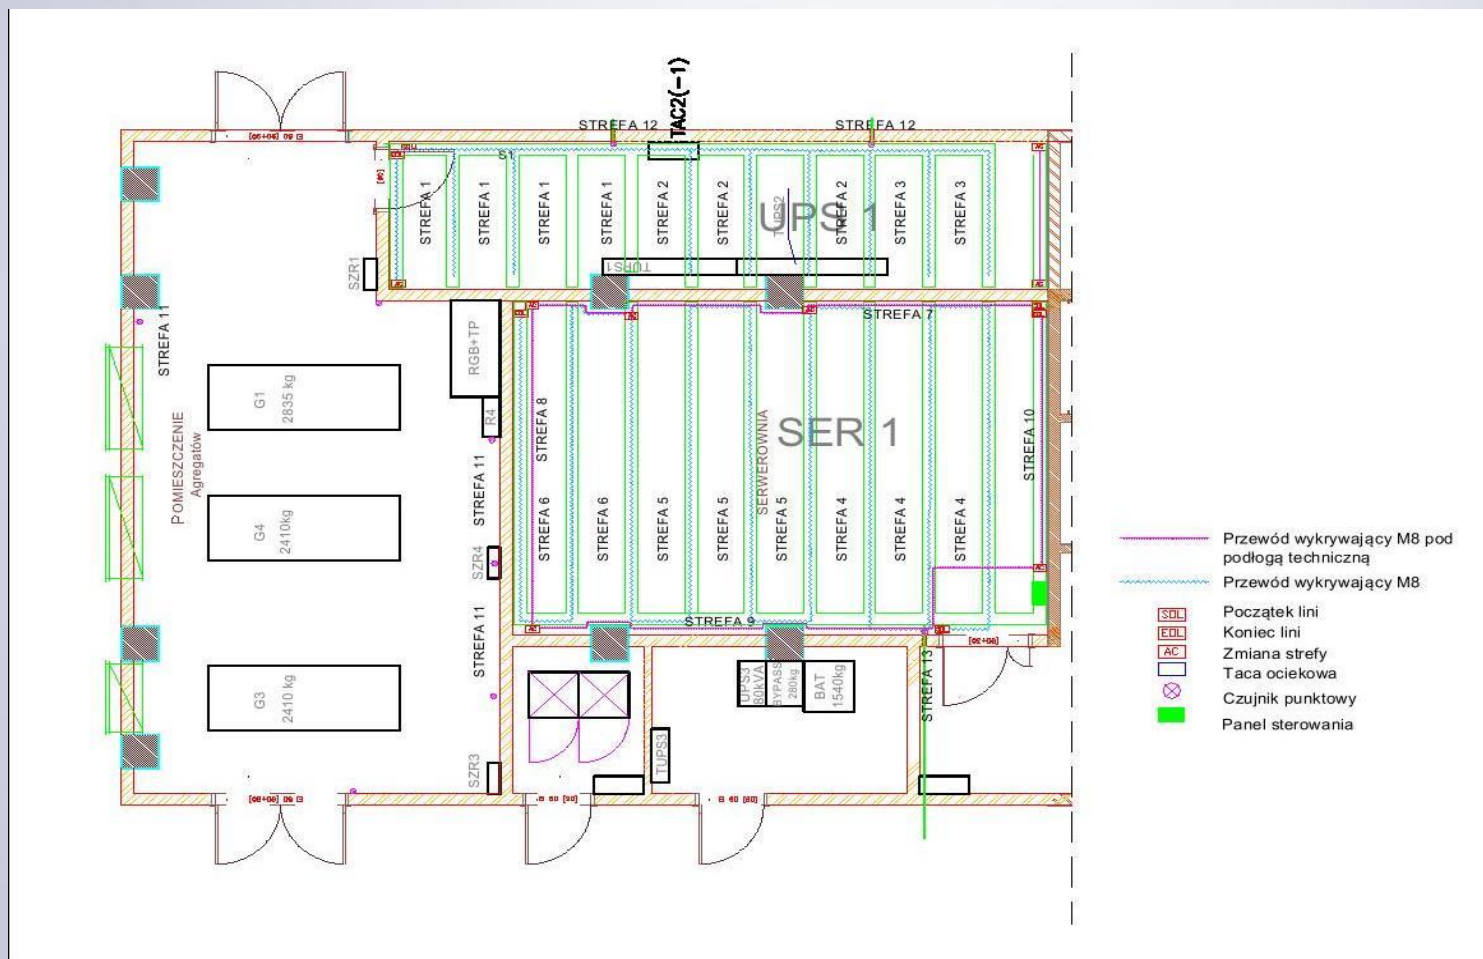 TAC2(-1)
STREFA 12
STREFA 12
S1
STREFA 1
STREFA 1
STREFA 1
STREFA 1
STREFA 2
STREFA 2
TUPS2
STREFA 2
STREFA 3
STREFA 3
UPS 1
TUPS1
SZR1
STREFA 11
STREFA 7
RGB+TP
R4
G1
2835 kg
POMIESZCZENIE
Agregatów
STREFA 8
SER 1
SERWEROWNIA
STREFA 10
STREFA 11
G4
2410kg
SZR4
STREFA 6
STREFA 6
STREFA 5
STREFA 5
STREFA 5
STREFA 4
STREFA 4
STREFA 4
STREFA 9
STREFA 11
G3
2410 kg
SZR3
UPS3
80kVA
BYPASS
280kg
BAT
1540kg
TUPS3
STREFA 13
Przewód wykrywający M8 pod
podłogą techniczną
Przewód wykrywający M8
SOL Początek lini
EOL Koniec lini
AC Zmiana strefy
Taca ociekowa
Czujnik punktowy
Panel sterowania